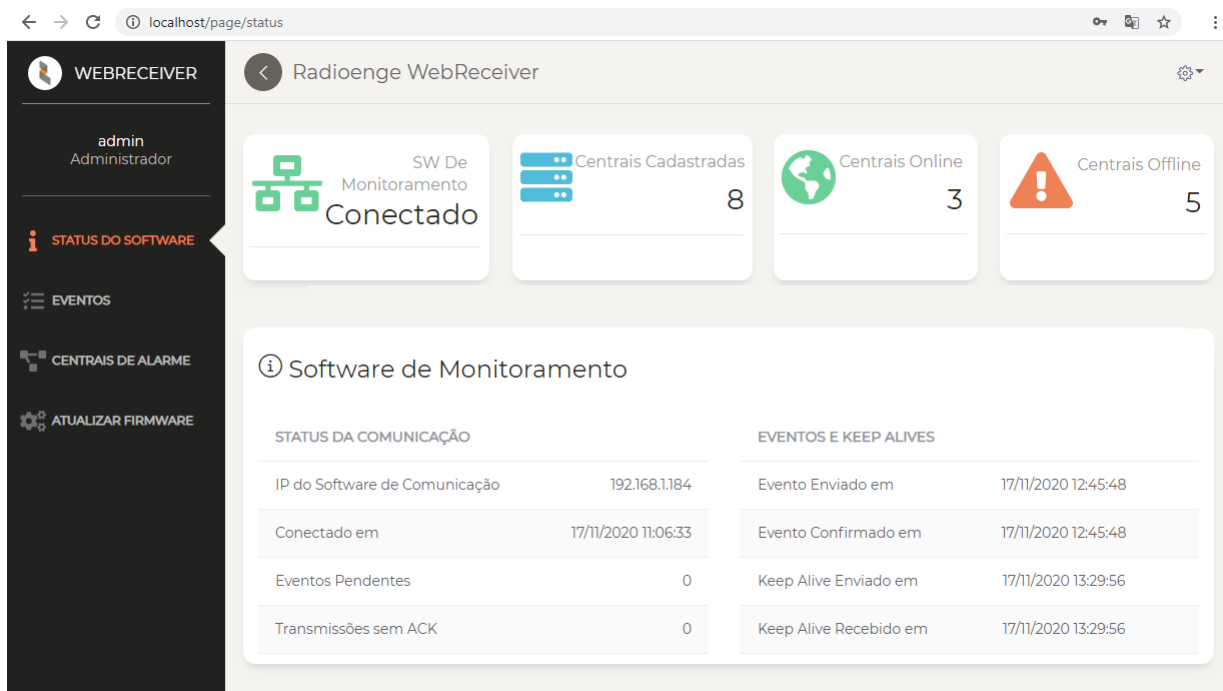 localhost/page/status
WEBRECEIVER
Radioenge WebReceiver
admin
Administrador
STATUS DO SOFTWARE
EVENTOS
CENTRAIS DE ALARME
ATUALIZAR FIRMWARE
SW De
Monitoramento
Conectado
Centrais Cadastradas
8
Centrais Online
3
Centrais Offline
5
Software de Monitoramento
STATUS DA COMUNICAÇÃO
IP do Software de Comunicação 192.168.1.184
Conectado em 17/11/2020 11:06:33
Eventos Pendentes 0
Transmissões sem ACK 0
EVENTOS E KEEP ALIVES
Evento Enviado em 17/11/2020 12:45:48
Evento Confirmado em 17/11/2020 12:45:48
Keep Alive Enviado em 17/11/2020 13:29:56
Keep Alive Recebido em 17/11/2020 13:29:56